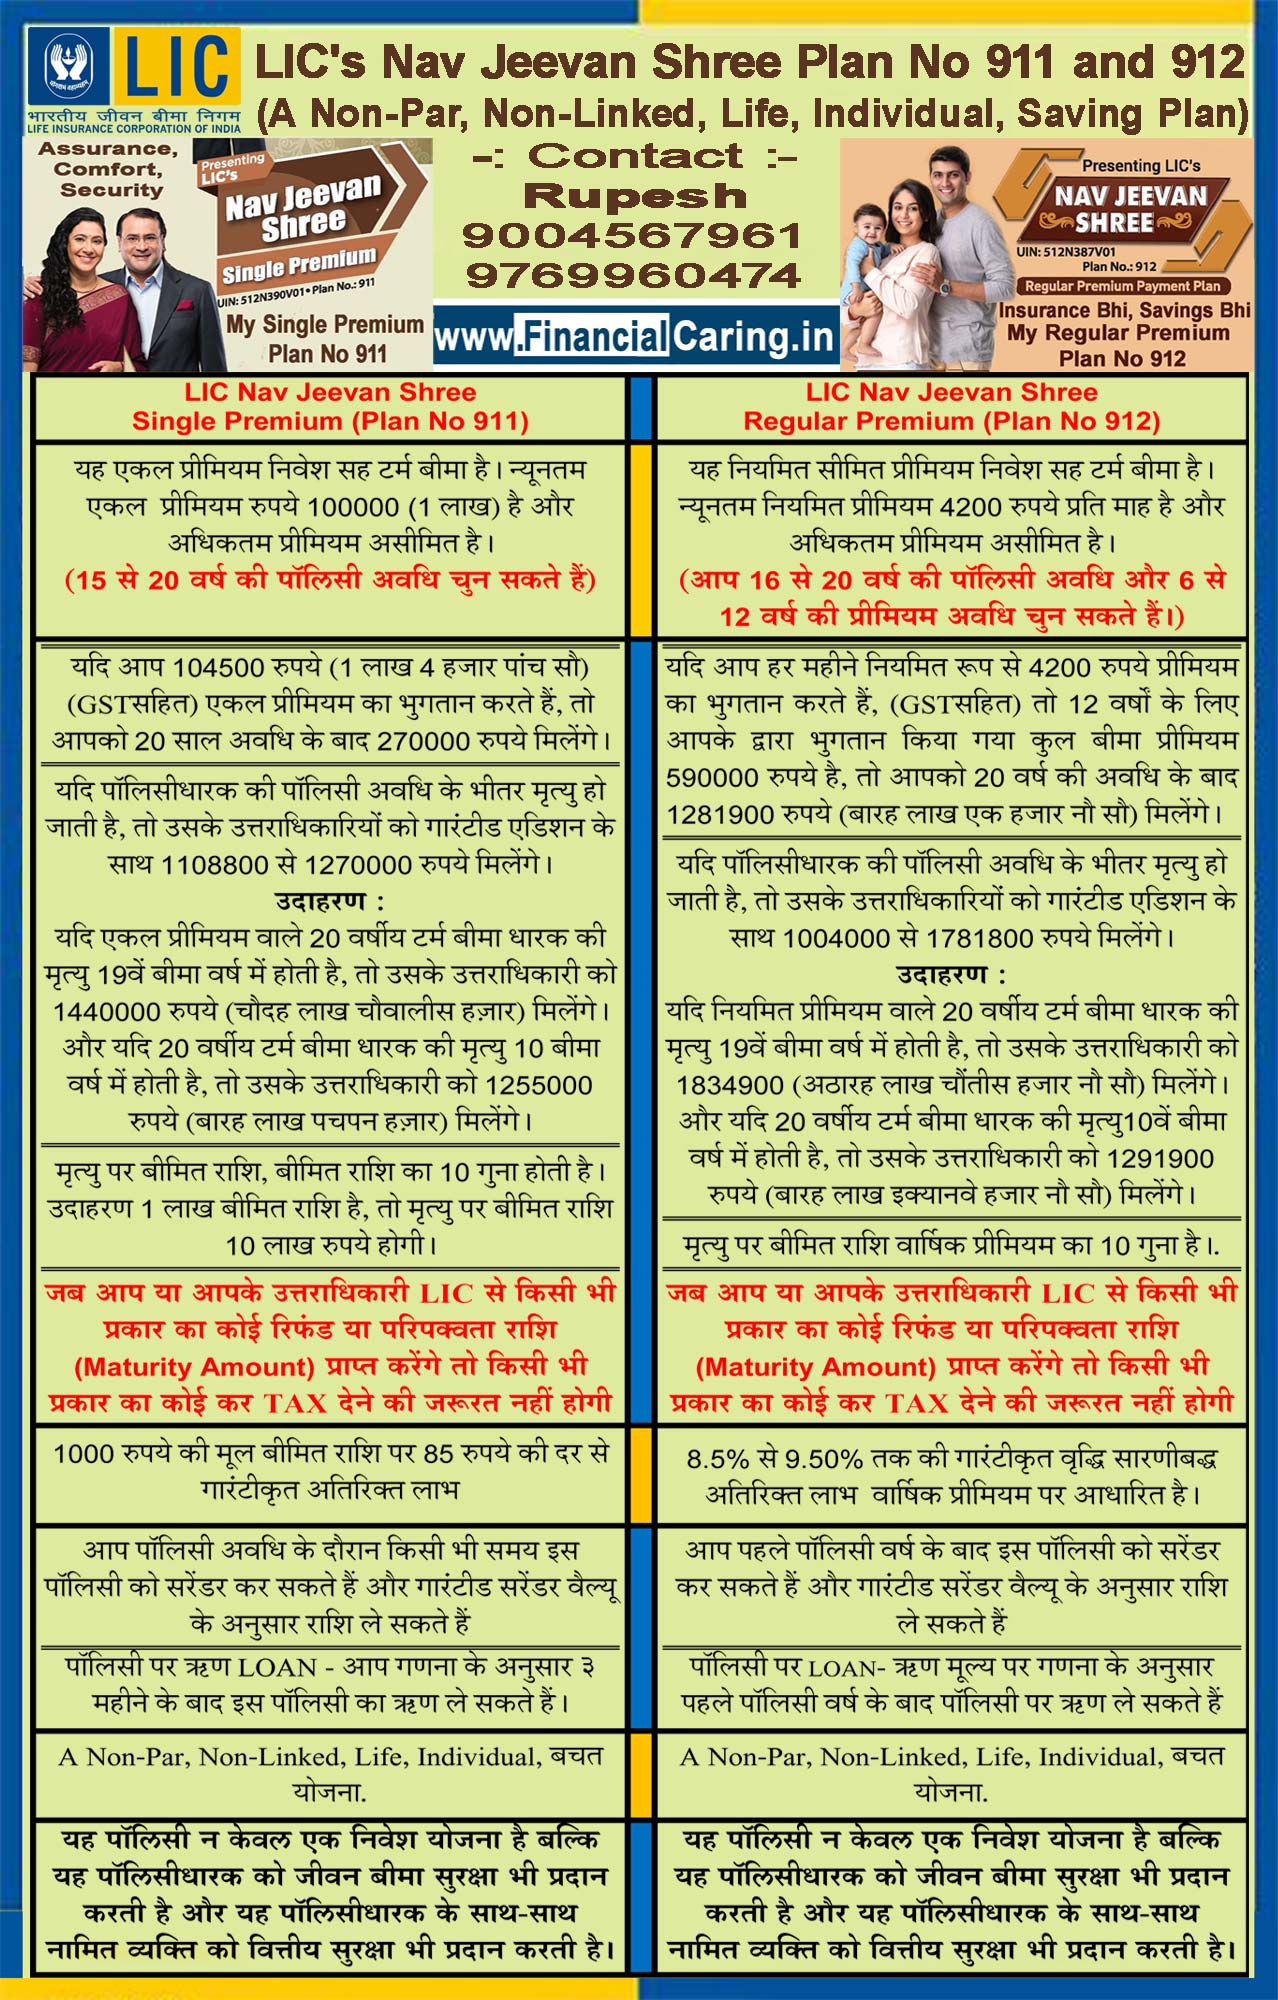 LIC
भारतीय जीवन बीमा निगम
LIFE INSURANCE CORPORATION OF INDIA
LIC's Nav Jeevan Shree Plan No 911 and 912
(A Non-Par, Non-Linked, Life, Individual, Saving Plan)
Assurance,
Comfort,
Security
Presenting
LIC's
Nav Jeevan
Shree
Single Premium
UIN: 512N390V01 • Plan No.: 911
My Single Premium
Plan No 911
-: Contact :-
Rupesh
9004567961
9769960474
www.FinancialCaring.in
Presenting LIC's
NAV JEEVAN
SHREE
UIN: 512N387V01
Plan No.: 912
Regular Premium Payment Plan
Insurance Bhi, Savings Bhi
My Regular Premium
Plan No 912
LIC Nav Jeevan Shree
Single Premium (Plan No 911)
यह एकल प्रीमियम निवेश सह टर्म बीमा है। न्यूनतम
एकल प्रीमियम रुपये 100000 (1 लाख) है और
अधिकतम प्रीमियम असीमित है।
(15 से 20 वर्ष की पॉलिसी अवधि चुन सकते हैं)
यदि आप 104500 रुपये (1 लाख 4 हजार पांच सौ)
(GSTसहित) एकल प्रीमियम का भुगतान करते हैं, तो
आपको 20 साल अवधि के बाद 270000 रुपये मिलेंगे।
यदि पॉलिसीधारक की पॉलिसी अवधि के भीतर मृत्यु हो
जाती है, तो उसके उत्तराधिकारियों को गारंटीड एडिशन के
साथ 1108800 से 1270000 रुपये मिलेंगे।
उदाहरण :
यदि एकल प्रीमियम वाले 20 वर्षीय टर्म बीमा धारक की
मृत्यु 19वें बीमा वर्ष में होती है, तो उसके उत्तराधिकारी को
1440000 रुपये (चौदह लाख चौवालीस हज़ार) मिलेंगे।
और यदि 20 वर्षीय टर्म बीमा धारक की मृत्यु 10 बीमा
वर्ष में होती है, तो उसके उत्तराधिकारी को 1255000
रुपये (बारह लाख पचपन हज़ार) मिलेंगे।
मृत्यु पर बीमित राशि, बीमित राशि का 10 गुना होती है।
उदाहरण 1 लाख बीमित राशि है, तो मृत्यु पर बीमित राशि
10 लाख रुपये होगी।
जब आप या आपके उत्तराधिकारी LIC से किसी भी
प्रकार का कोई रिफंड या परिपक्वता राशि
(Maturity Amount) प्राप्त करेंगे तो किसी भी
प्रकार का कोई कर TAX देने की जरूरत नहीं होगी
1000 रुपये की मूल बीमित राशि पर 85 रुपये की दर से
गारंटीकृत अतिरिक्त लाभ
आप पॉलिसी अवधि के दौरान किसी भी समय इस
पॉलिसी को सरेंडर कर सकते हैं और गारंटीड सरेंडर वैल्यू
के अनुसार राशि ले सकते हैं
पॉलिसी पर ऋण LOAN - आप गणना के अनुसार ३
महीने के बाद इस पॉलिसी का ऋण ले सकते हैं।
A Non-Par, Non-Linked, Life, Individual, बचत
योजना.
यह पॉलिसी न केवल एक निवेश योजना है बल्कि
यह पॉलिसीधारक को जीवन बीमा सुरक्षा भी प्रदान
करती है और यह पॉलिसीधारक के साथ-साथ
नामित व्यक्ति को वित्तीय सुरक्षा भी प्रदान करती है।
LIC Nav Jeevan Shree
Regular Premium (Plan No 912)
यह नियमित सीमित प्रीमियम निवेश सह टर्म बीमा है।
न्यूनतम नियमित प्रीमियम 4200 रुपये प्रति माह है और
अधिकतम प्रीमियम असीमित है।
(आप 16 से 20 वर्ष की पॉलिसी अवधि और 6 से
12 वर्ष की प्रीमियम अवधि चुन सकते हैं।)
यदि आप हर महीने नियमित रूप से 4200 रुपये प्रीमियम
का भुगतान करते हैं, (GSTसहित) तो 12 वर्षों के लिए
आपके द्वारा भुगतान किया गया कुल बीमा प्रीमियम
590000 रुपये है, तो आपको 20 वर्ष की अवधि के बाद
1281900 रुपये (बारह लाख एक हजार नौ सौ) मिलेंगे।
यदि पॉलिसीधारक की पॉलिसी अवधि के भीतर मृत्यु हो
जाती है, तो उसके उत्तराधिकारियों को गारंटीड एडिशन के
साथ 1004000 से 1781800 रुपये मिलेंगे।
उदाहरण :
यदि नियमित प्रीमियम वाले 20 वर्षीय टर्म बीमा धारक की
मृत्यु 19वें बीमा वर्ष में होती है, तो उसके उत्तराधिकारी को
1834900 (अठारह लाख चौंतीस हजार नौ सौ) मिलेंगे।
और यदि 20 वर्षीय टर्म बीमा धारक की मृत्यु10वें बीमा
वर्ष में होती है, तो उसके उत्तराधिकारी को 1291900
रुपये (बारह लाख इक्यानवे हजार नौ सौ) मिलेंगे।
मृत्यु पर बीमित राशि वार्षिक प्रीमियम का 10 गुना है।.
जब आप या आपके उत्तराधिकारी LIC से किसी भी
प्रकार का कोई रिफंड या परिपक्वता राशि
(Maturity Amount) प्राप्त करेंगे तो किसी भी
प्रकार का कोई कर TAX देने की जरूरत नहीं होगी
8.5% से 9.50% तक की गारंटीकृत वृद्धि सारणीबद्ध
अतिरिक्त लाभ वार्षिक प्रीमियम पर आधारित है।
आप पहले पॉलिसी वर्ष के बाद इस पॉलिसी को सरेंडर
कर सकते हैं और गारंटीड सरेंडर वैल्यू के अनुसार राशि
ले सकते हैं
पॉलिसी पर LOAN- ऋण मूल्य पर गणना के अनुसार
पहले पॉलिसी वर्ष के बाद पॉलिसी पर ऋण ले सकते हैं
A Non-Par, Non-Linked, Life, Individual, बचत
योजना.
यह पॉलिसी न केवल एक निवेश योजना है बल्कि
यह पॉलिसीधारक को जीवन बीमा सुरक्षा भी प्रदान
करती है और यह पॉलिसीधारक के साथ-साथ
नामित व्यक्ति को वित्तीय सुरक्षा भी प्रदान करती है।